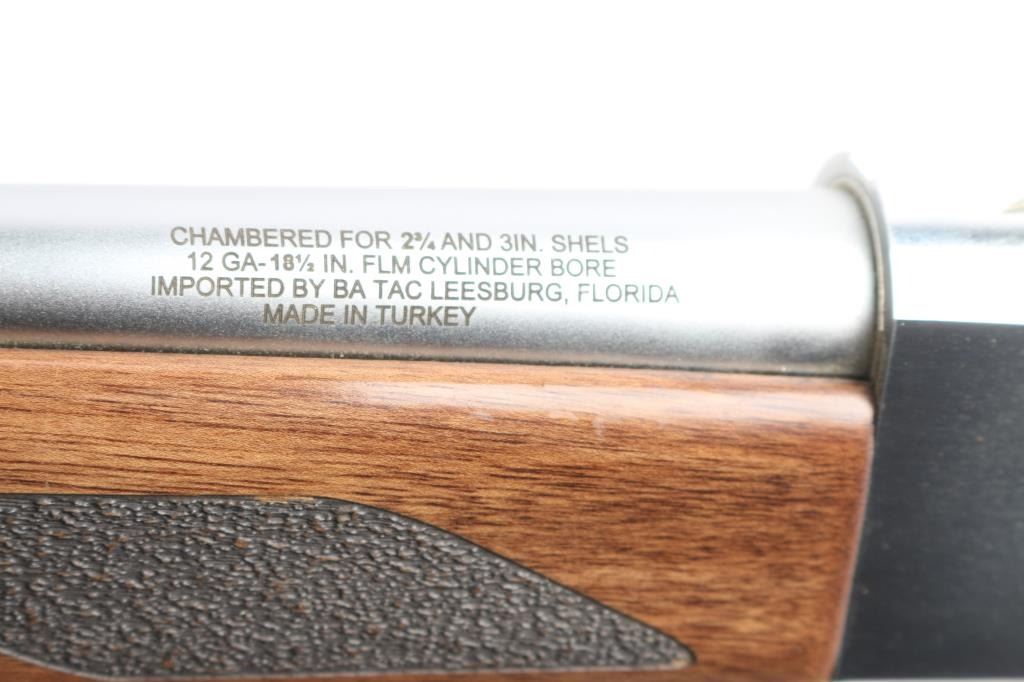 CHAMBERED FOR 2¾ AND 3IN. SHELS
12 GA-18½ IN. FLM CYLINDER BORE
IMPORTED BY BA TAC LEESBURG, FLORIDA
MADE IN TURKEY